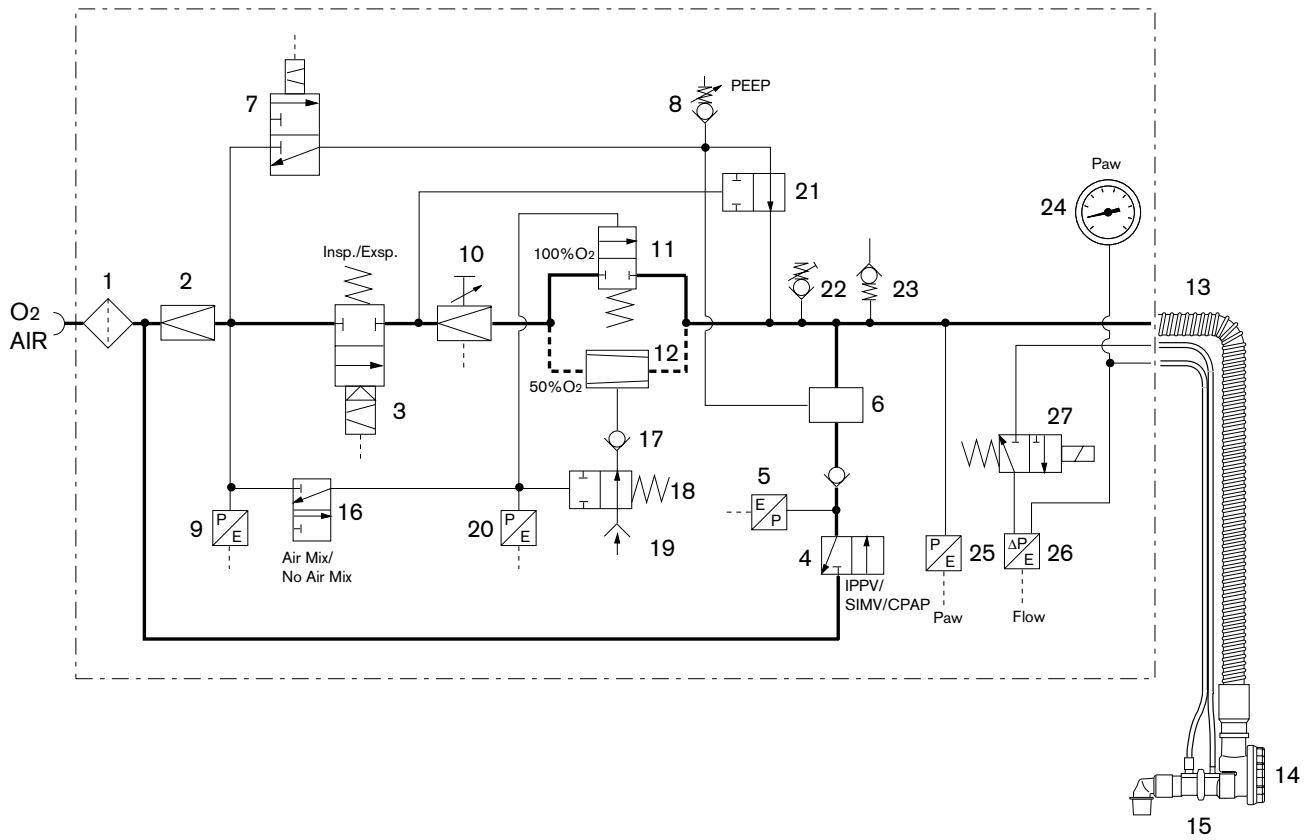 7
8
PEEP
21
Paw
24
Insp./Exsp.
10
100%O2
11
1
2
O2
AIR
22
23
13
12
50%O2
3
6
17
27
5
E
P
18
9
P
E
16
20
P
E
19
4
P
E
25
ΔP
E
26
Air Mix/
No Air Mix
IPPV/
SIMV/CPAP
Paw
Flow
14
15